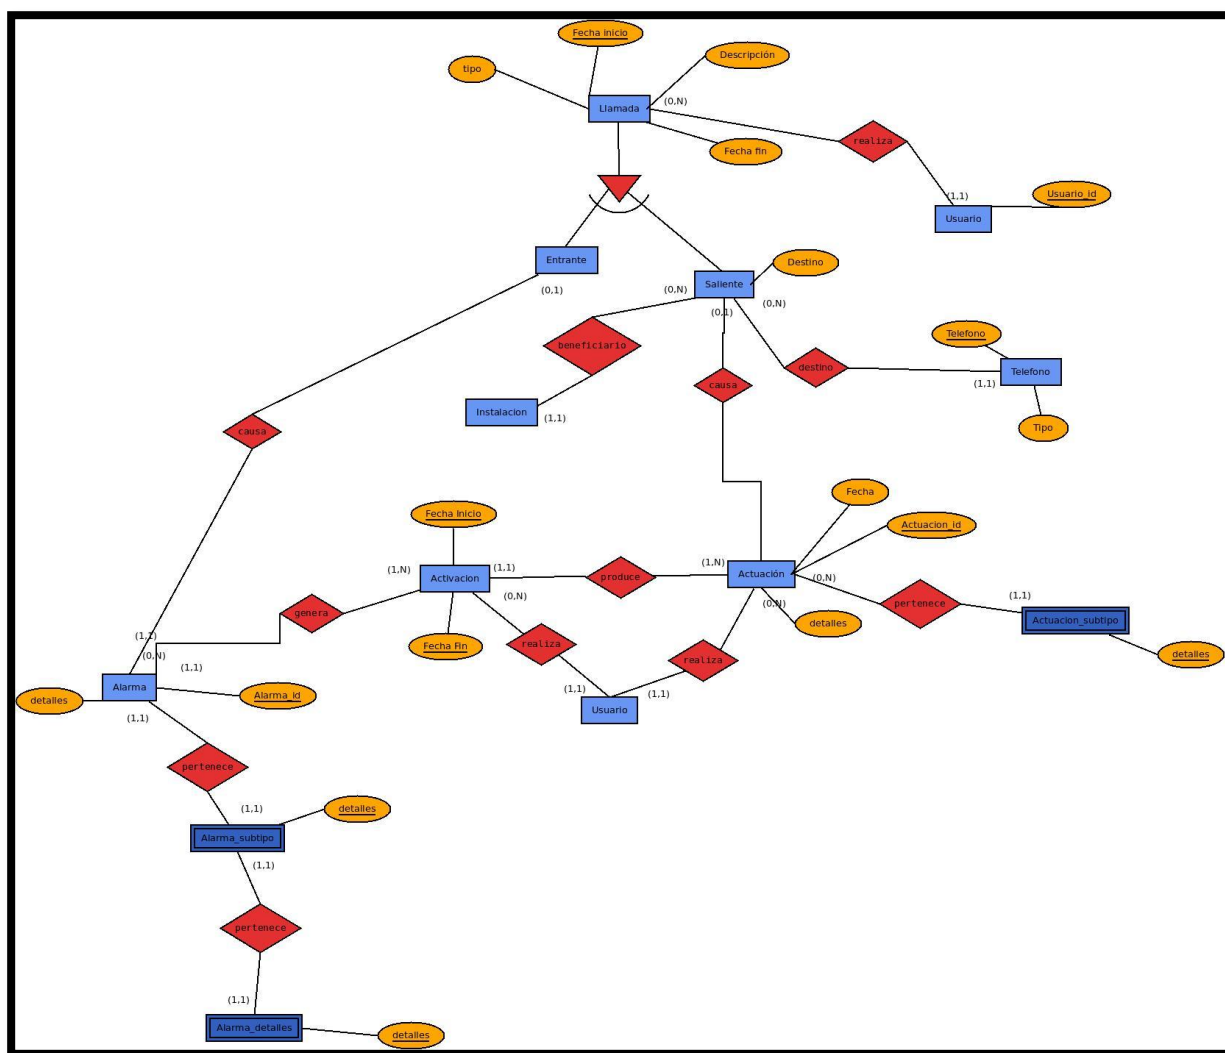 Fecha inicio
Descripción
tipo
(0,N)
Llamada
realiza
Fecha fin
Usuario_id
(1,1)
Usuario
Entrante
Destino
Saliente
(0,1)
(0,N)
(0,N)
(0,1)
Telefono
beneficiario
destino
Telefono
(1,1)
causa
Instalacion
(1,1)
Tipo
causa
Fecha
Fecha Inicio
Actuacion_id
(1,N)
(1,1)
(1,N)
Activacion
produce
Actuación
(0,N)
(0,N)
(0,N)
pertenece
(1,1)
genera
Actuacion_subtipo
detalles
(1,1)
Fecha Fin
realiza
realiza
(0,N)
detalles
(1,1)
Alarma
(1,1)
(1,1)
detalles
Alarma_id
Usuario
(1,1)
pertenece
(1,1)
detalles
Alarma_subtipo
(1,1)
pertenece
(1,1)
Alarma_detalles
detalles